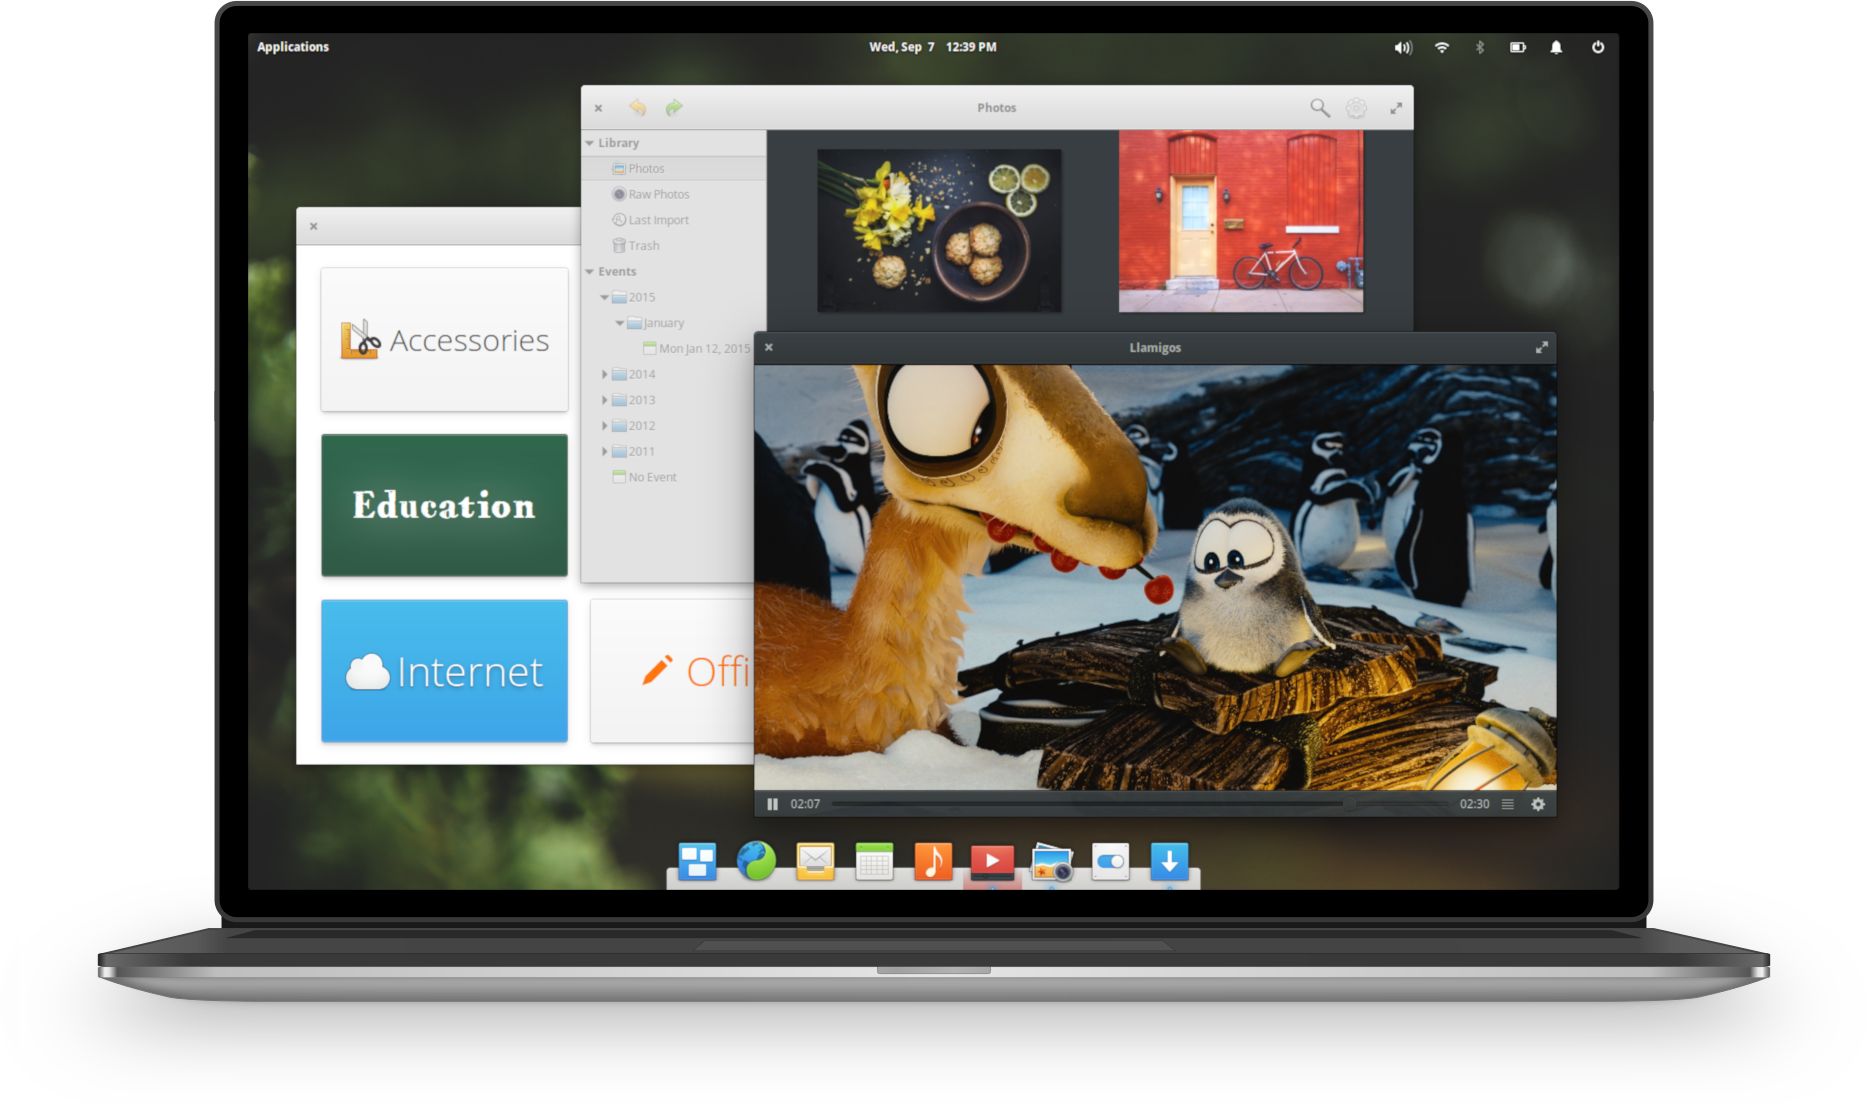 Applications
Wed, Sep 7 12:39 PM
Photos
Library
Photos
Raw Photos
Last Import
Trash
Events
2015
January
Mon Jan 12, 2015
2014
2013
2012
2011
No Event
Accessories
Education
Internet
Offi
Llamigos
02:07
02:30